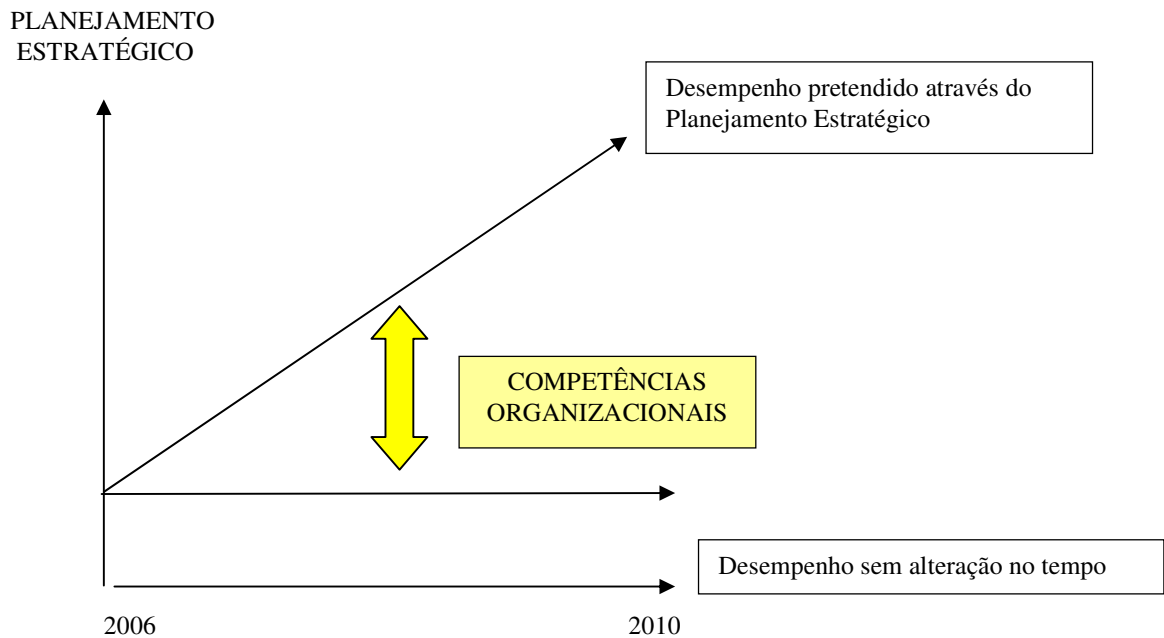 PLANEJAMENTO
ESTRATÉGICO
Desempenho pretendido através do
Planejamento Estratégico
COMPETÊNCIAS
ORGANIZACIONAIS
Desempenho sem alteração no tempo
2006
2010